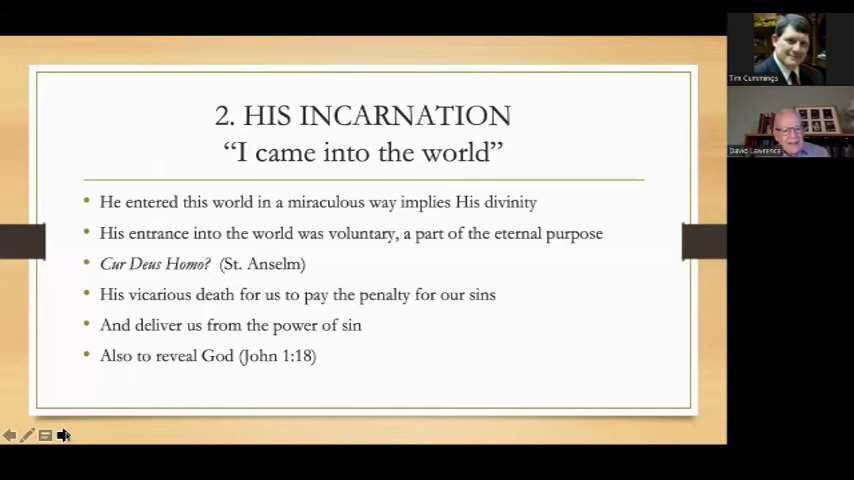 2. HIS INCARNATION
“I came into the world”
• He entered this world in a miraculous way implies His divinity
• His entrance into the world was voluntary, a part of the eternal purpose
• Cur Deus Homo? (St. Anselm)
• His vicarious death for us to pay the penalty for our sins
• And deliver us from the power of sin
• Also to reveal God (John 1:18)
Tim Cummings
David Lawrence